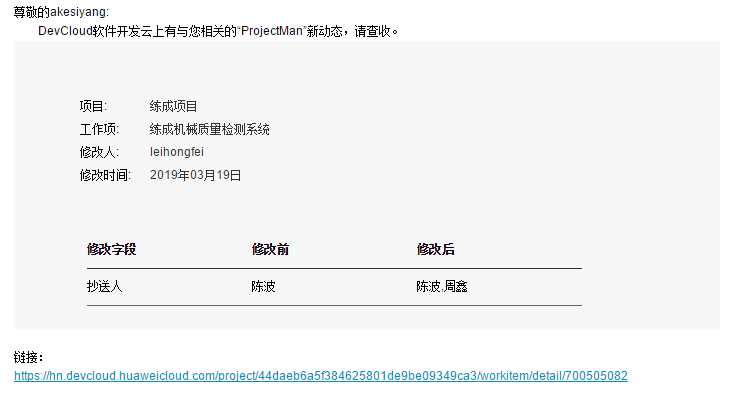 尊敬的akesiyang:
DevCloud软件开发云上有与您相关的“ProjectMan”新动态，请查收。
项目: 练成项目
工作项: 练成机械质量检测系统
修改人: leihongfei
修改时间: 2019年03月19日
修改字段 修改前 修改后
抄送人 陈波 陈波,周鑫
链接：
https://hn.devcloud.huaweicloud.com/project/44daeb6a5f384625801de9be09349ca3/workitem/detail/700505082